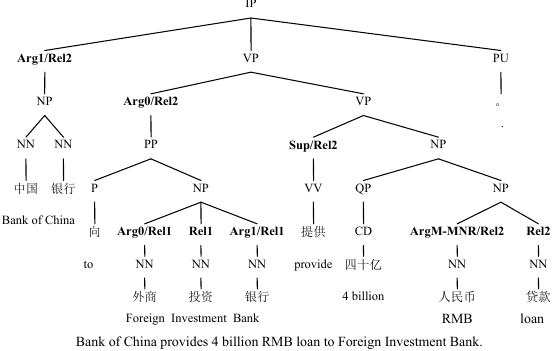 IP
Arg1/Rel2 VP PU
NP Arg0/Rel2 VP 。
.
NN NN PP Sup/Rel2 NP
中国 银行 P NP VV QP NP
Bank of China
向 Arg0/Rel1 Rel1 Arg1/Rel1 提供 CD ArgM-MNR/Rel2 Rel2
to NN NN NN provide 四十亿 NN NN
外商 投资 银行 4 billion 人民币 贷款
Foreign Investment Bank RMB loan
Bank of China provides 4 billion RMB loan to Foreign Investment Bank.